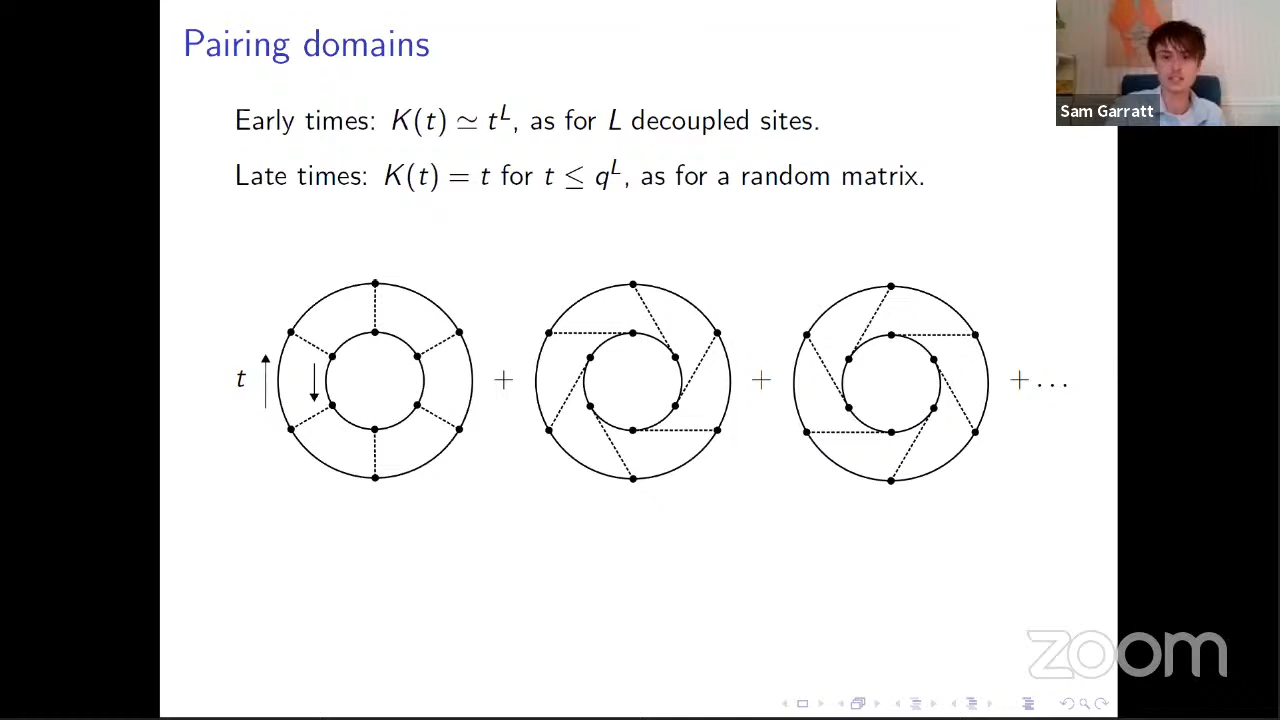 Pairing domains
Sam Garratt
Early times: K(t) ≃ t^L, as for L decoupled sites.
Late times: K(t) = t for t ≤ q^L, as for a random matrix.
t + + + ...
zoom